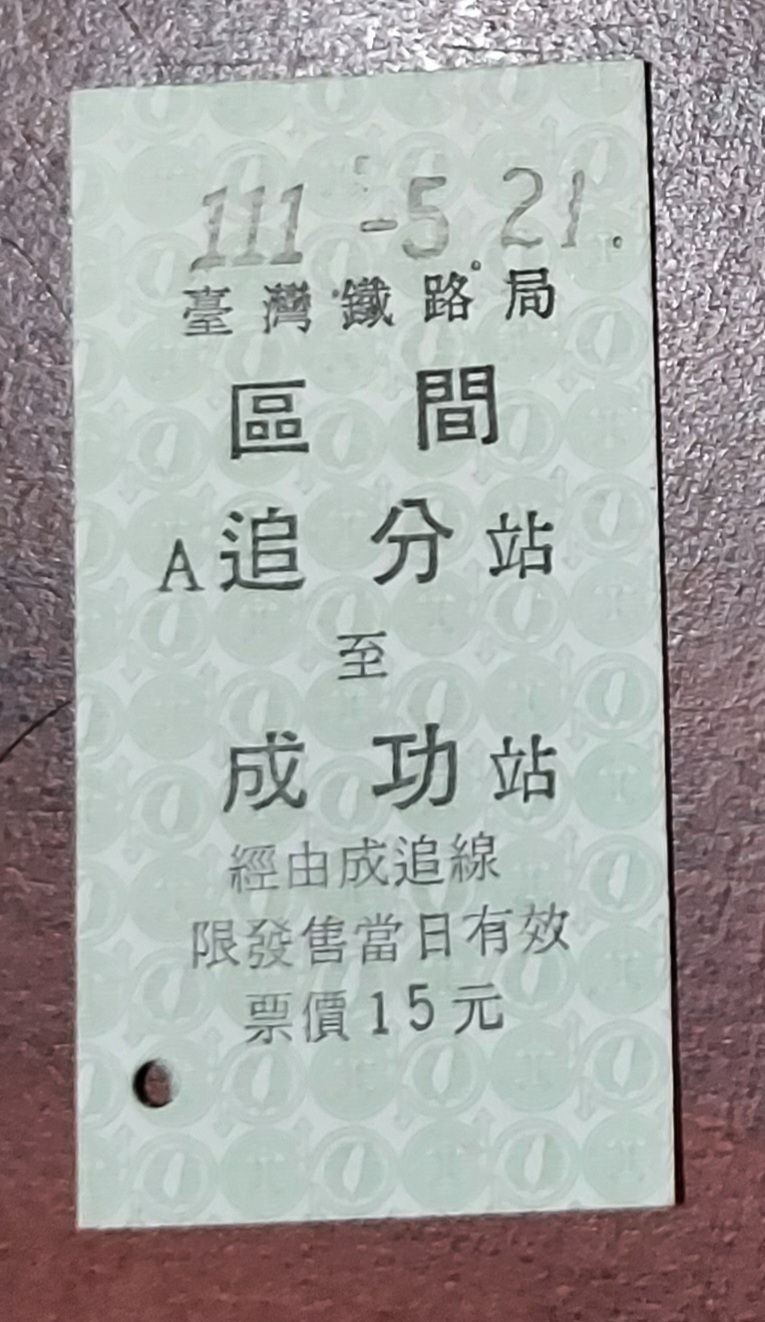 111 -5.21.
臺灣鐵路局
區間
A追分站
至
成功站
經由成追線
限發售當日有效
票價15元